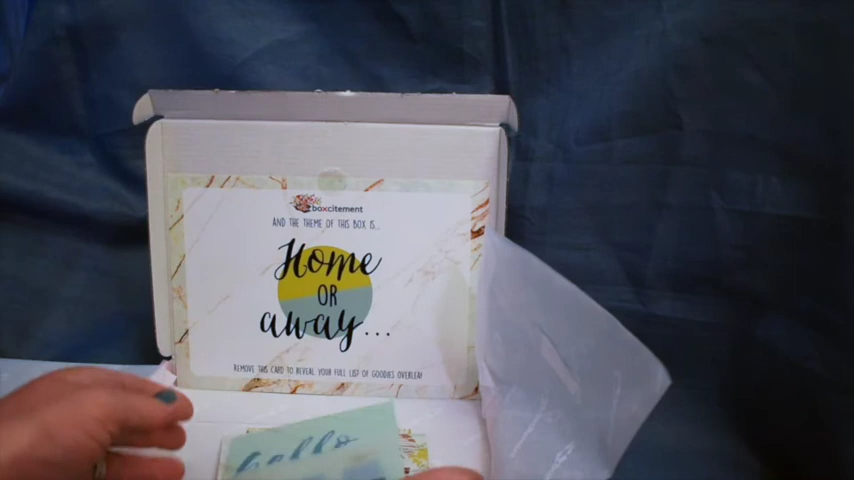 boxcitement
AND THE THEME OF THIS BOX IS...
Home
OR
away...
REMOVE THIS CARD TO REVEAL YOUR FULL LIST OF GOODIES OVERLEAF
hello